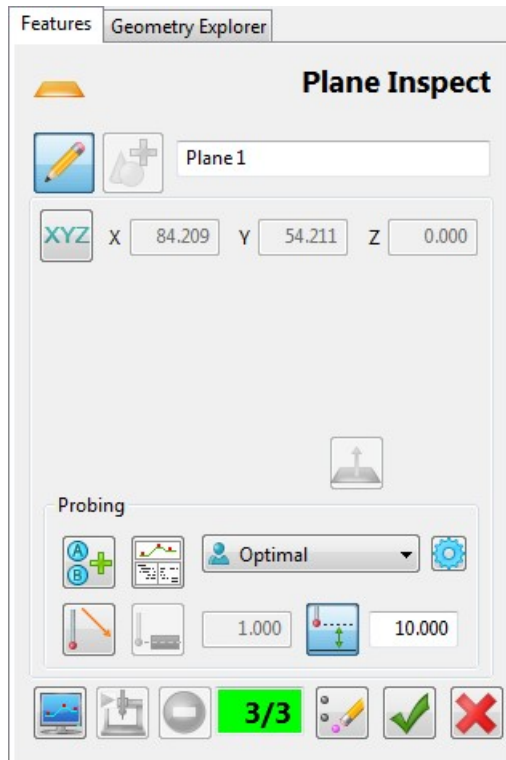 Features Geometry Explorer
Plane Inspect
Plane 1
XYZ X 84.209 Y 54.211 Z 0.000
Probing
A
B
Optimal
1.000 10.000
3/3